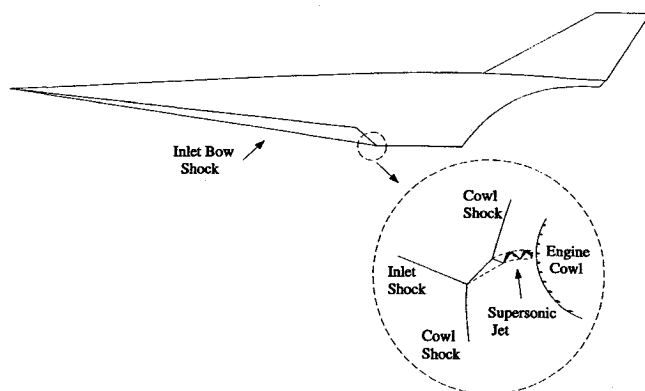 Inlet Bow
Shock
Cowl
Shock
Engine
Cowl
Inlet
Shock
Supersonic
Jet
Cowl
Shock